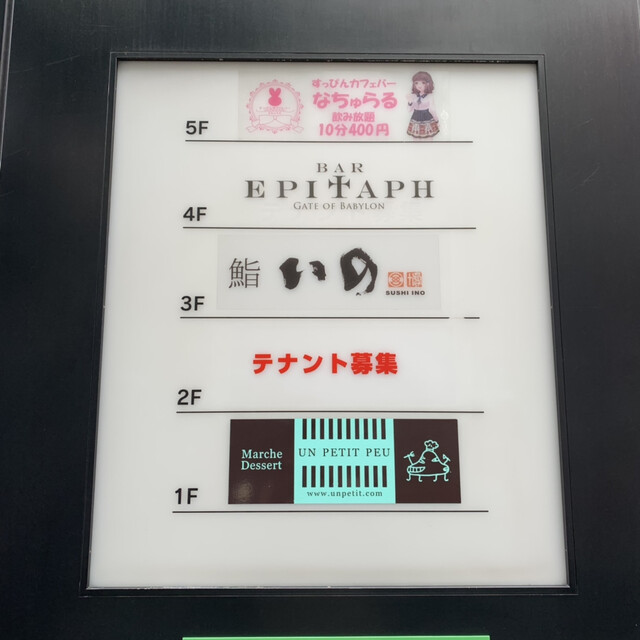 すっぴんカフェバー
なちゅらる
飲み放題
10分400円
5F
BAR
EPITAPH
GATE OF BABYLON
4F
鮨 いの
SUSHI INO
3F
テナント募集
2F
Marche
Dessert
UN PETIT PEU
www.unpetit.com
1F